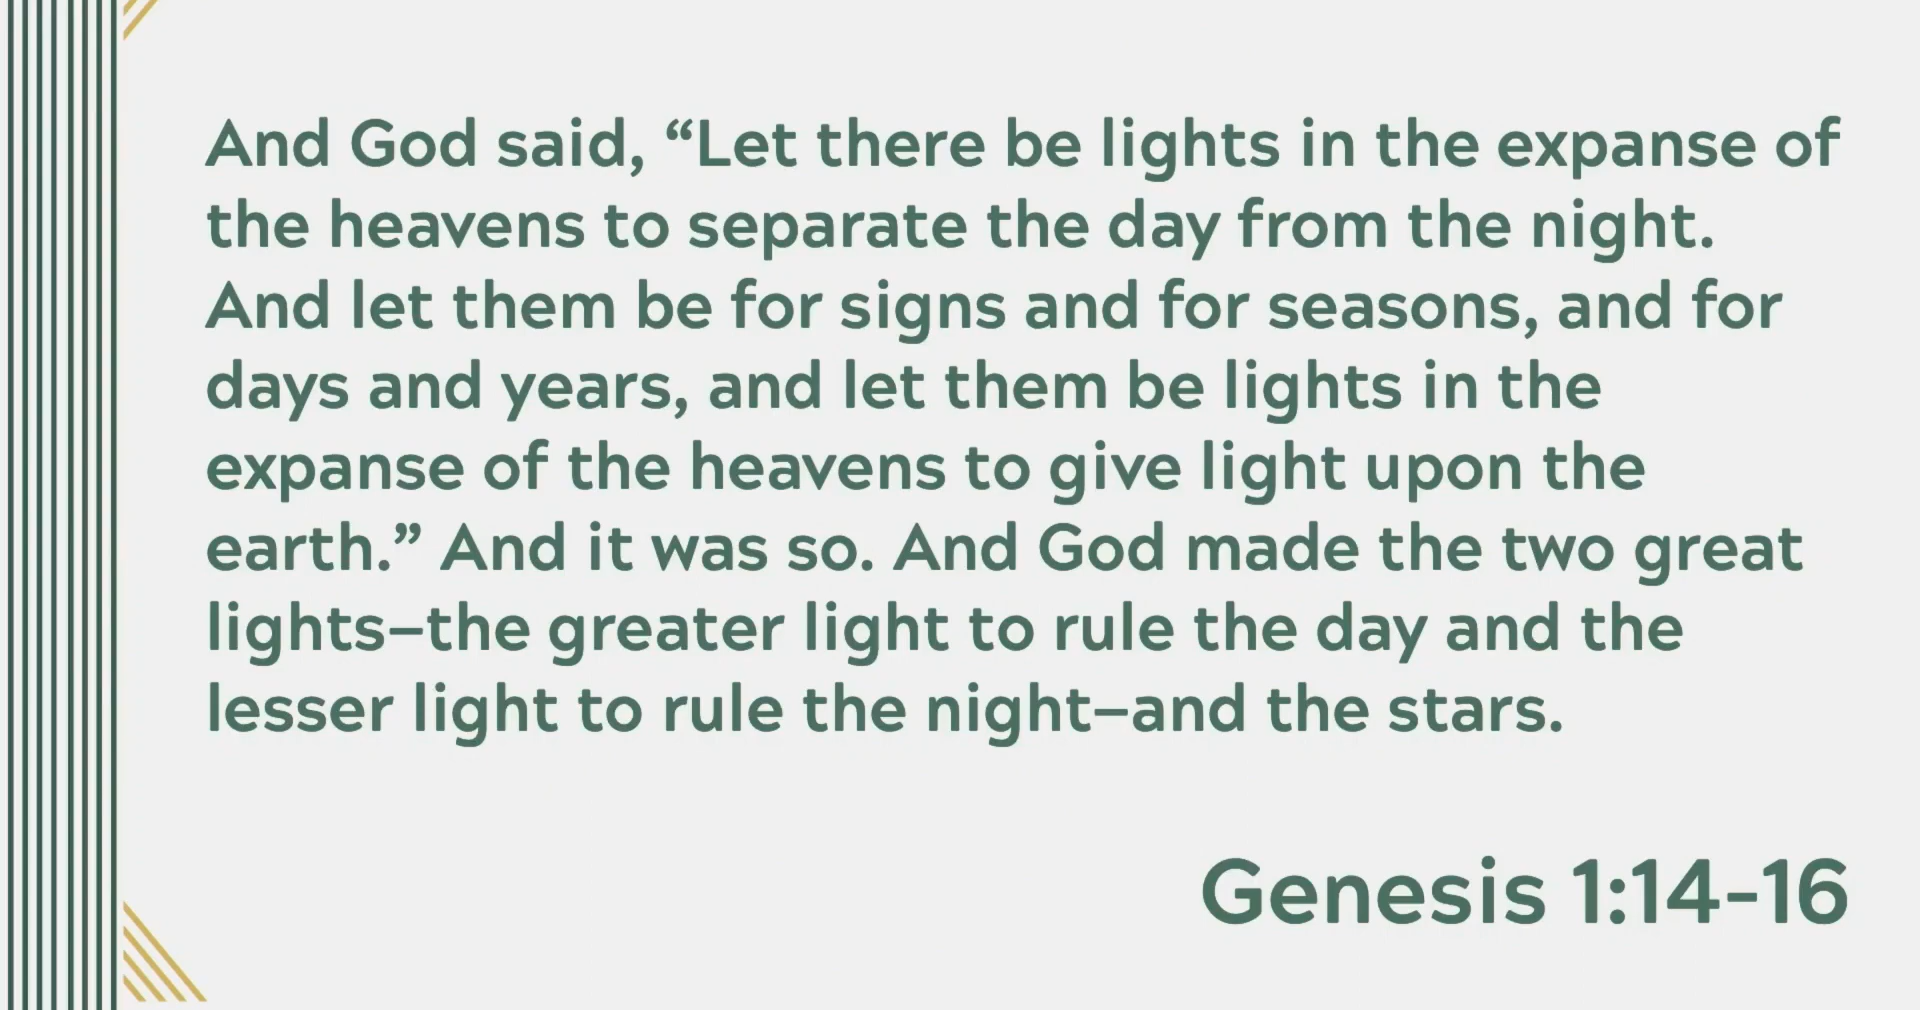 And God said, “Let there be lights in the expanse of
the heavens to separate the day from the night.
And let them be for signs and for seasons, and for
days and years, and let them be lights in the
expanse of the heavens to give light upon the
earth.” And it was so. And God made the two great
lights—the greater light to rule the day and the
lesser light to rule the night—and the stars.
Genesis 1:14-16